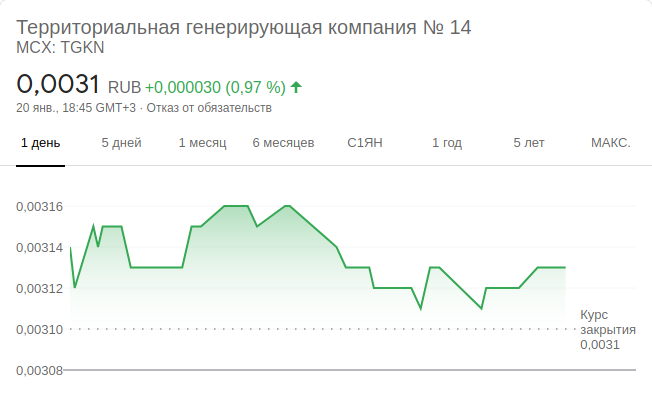 Территориальная генерирующая компания № 14
MCX: TGKN
0,0031 RUB +0,000030 (0,97 %)
20 янв., 18:45 GMT+3 · Отказ от обязательств
1 день 5 дней 1 месяц 6 месяцев С1ЯН 1 год 5 лет МАКС.
0,00316
0,00314
0,00312
0,00310
0,00308
Курс
закрытия
0,0031